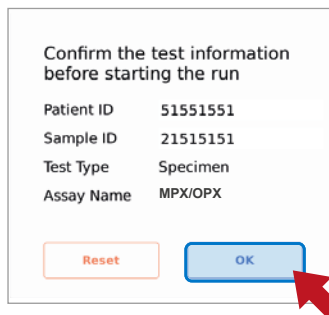 Confirm the test information
before starting the run
Patient ID 51551551
Sample ID 21515151
Test Type Specimen
Assay Name MPX/OPX
Reset OK